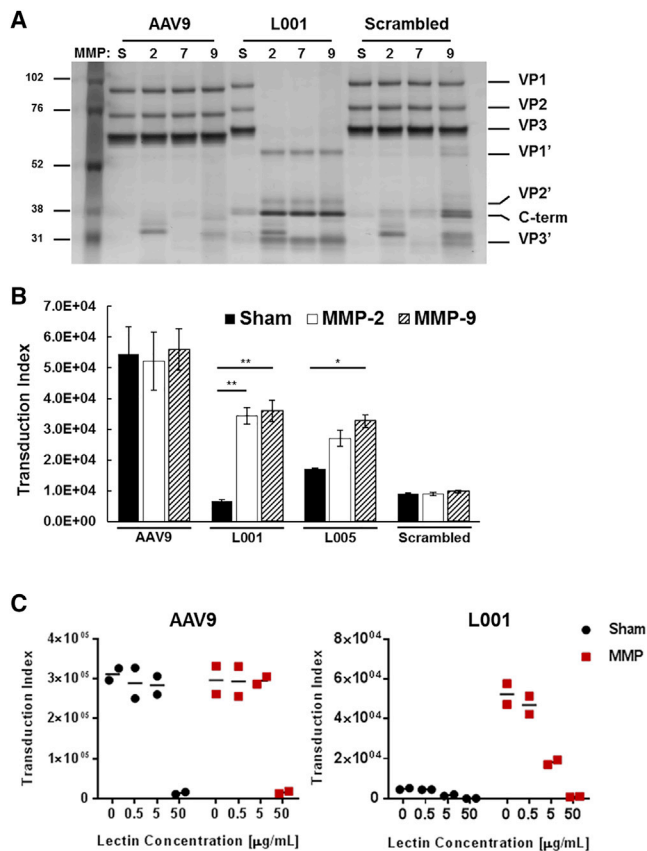 A
AAV9 L001 Scrambled
MMP: S 2 7 9 S 2 7 9 S 2 7 9
102
76
52
38
31
VP1
VP2
VP3
VP1'
VP2'
C-term
VP3'
B
Transduction Index
7.0E+04
6.0E+04
5.0E+04
4.0E+04
3.0E+04
2.0E+04
1.0E+04
0.0E+00
Sham MMP-2 MMP-9
**
**
*
AAV9 L001 L005 Scrambled
C
AAV9
Transduction Index
4×10^05
3×10^05
2×10^05
1×10^05
0
0 0.5 5 50 0 0.5 5 50
Lectin Concentration [μg/mL]
L001
Transduction Index
8×10^04
6×10^04
4×10^04
2×10^04
0
0 0.5 5 50 0 0.5 5 50
Lectin Concentration [μg/mL]
Sham
MMP